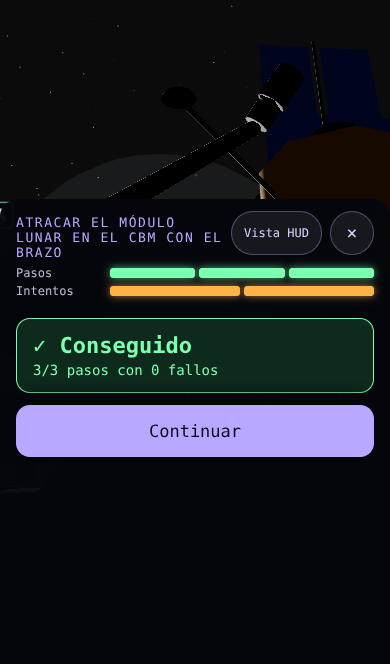 ATRACAR EL MÓDULO
LUNAR EN EL CBM CON EL
BRAZO
Vista HUD
×
Pasos
Intentos
✓ Conseguido
3/3 pasos con 0 fallos
Continuar